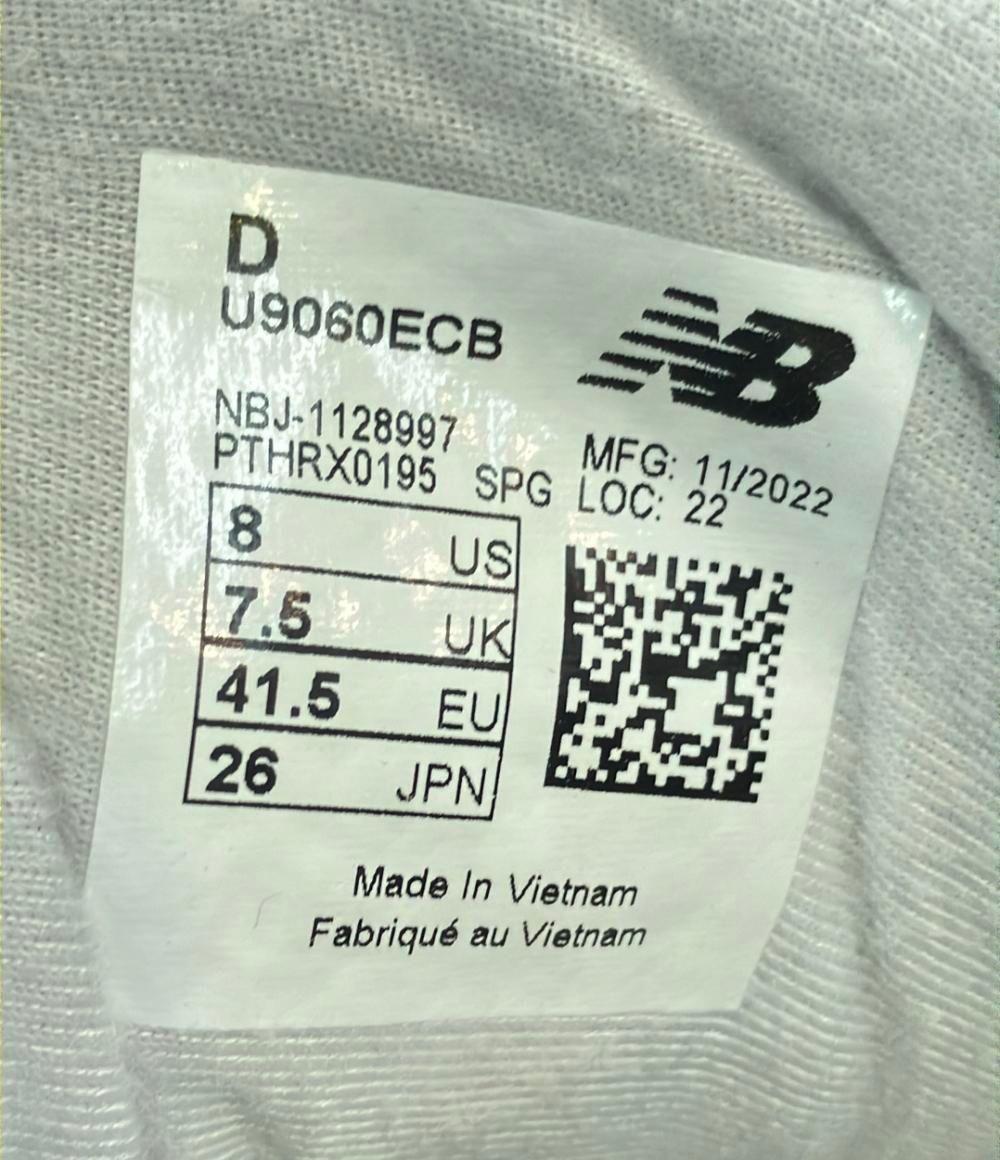 D
U9060ECB
NB
NBJ-1128997
PTHRX0195 SPG
MFG: 11/2022
LOC: 22
8 US
7.5 UK
41.5 EU
26 JPN
Made In Vietnam
Fabriqué au Vietnam